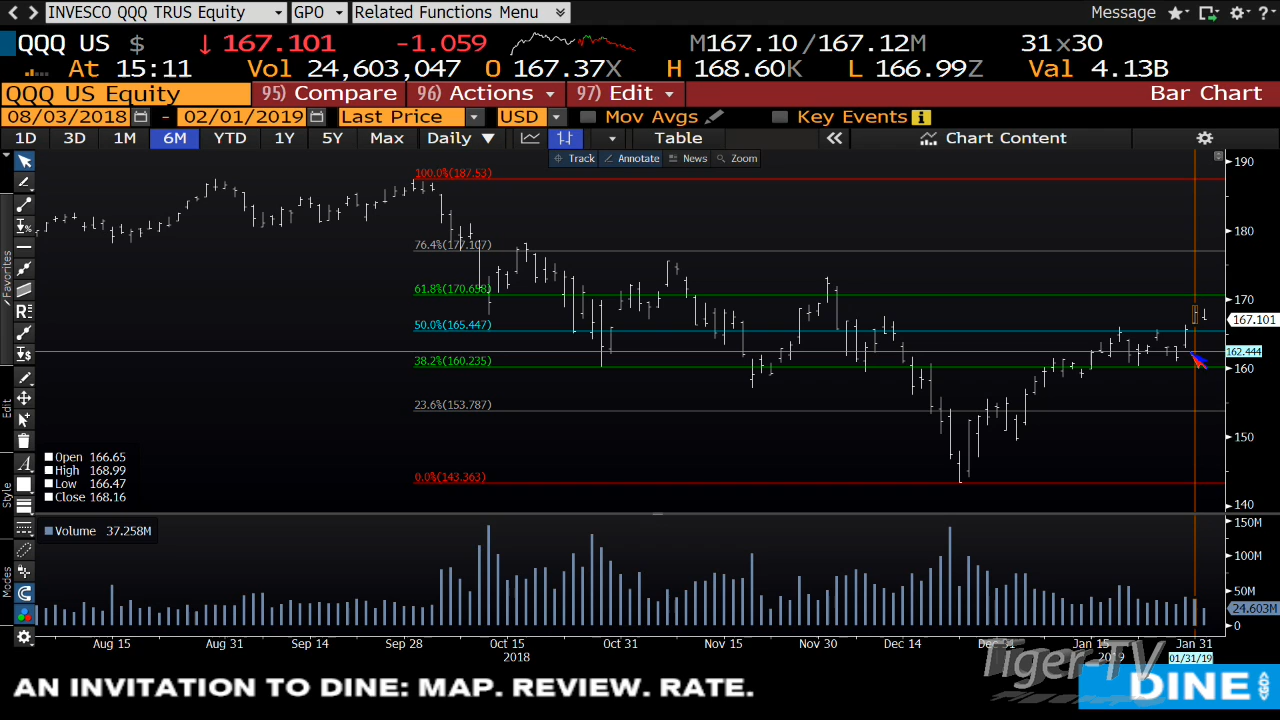 INVESCO QQQ TRUS Equity GPO Related Functions Menu Message ?
QQQ US $ ↓ 167.101 -1.059 M167.10 /167.12M 31x30
At 15:11 Vol 24,603,047 O 167.37X H 168.60K L 166.99Z Val 4.13B
QQQ US Equity 95) Compare 96) Actions 97) Edit Bar Chart
08/03/2018 - 02/01/2019 Last Price USD Mov Avgs Key Events i
1D 3D 1M 6M YTD 1Y 5Y Max Daily ▼ Table « Chart Content
Track Annotate News Zoom
190
100.0%(187.53)
180
76.4%(177.107)
170
61.8%(170.658)
167.101
50.0%(165.447)
162.444
38.2%(160.235)
160
23.6%(153.787)
150
0.0%(143.363)
140
Favorites
Edit
Style
Modes
Open 166.65
High 168.99
Low 166.47
Close 168.16
Volume 37.258M
150M
100M
50M
24.603M
0
Aug 15 Aug 31 Sep 14 Sep 28 Oct 15 Oct 31 Nov 15 Nov 30 Dec 14 Dec 31 Jan 15 Jan 31
2018 2019 01/31/19
Tiger-TV
AN INVITATION TO DINE: MAP. REVIEW. RATE.
DINE